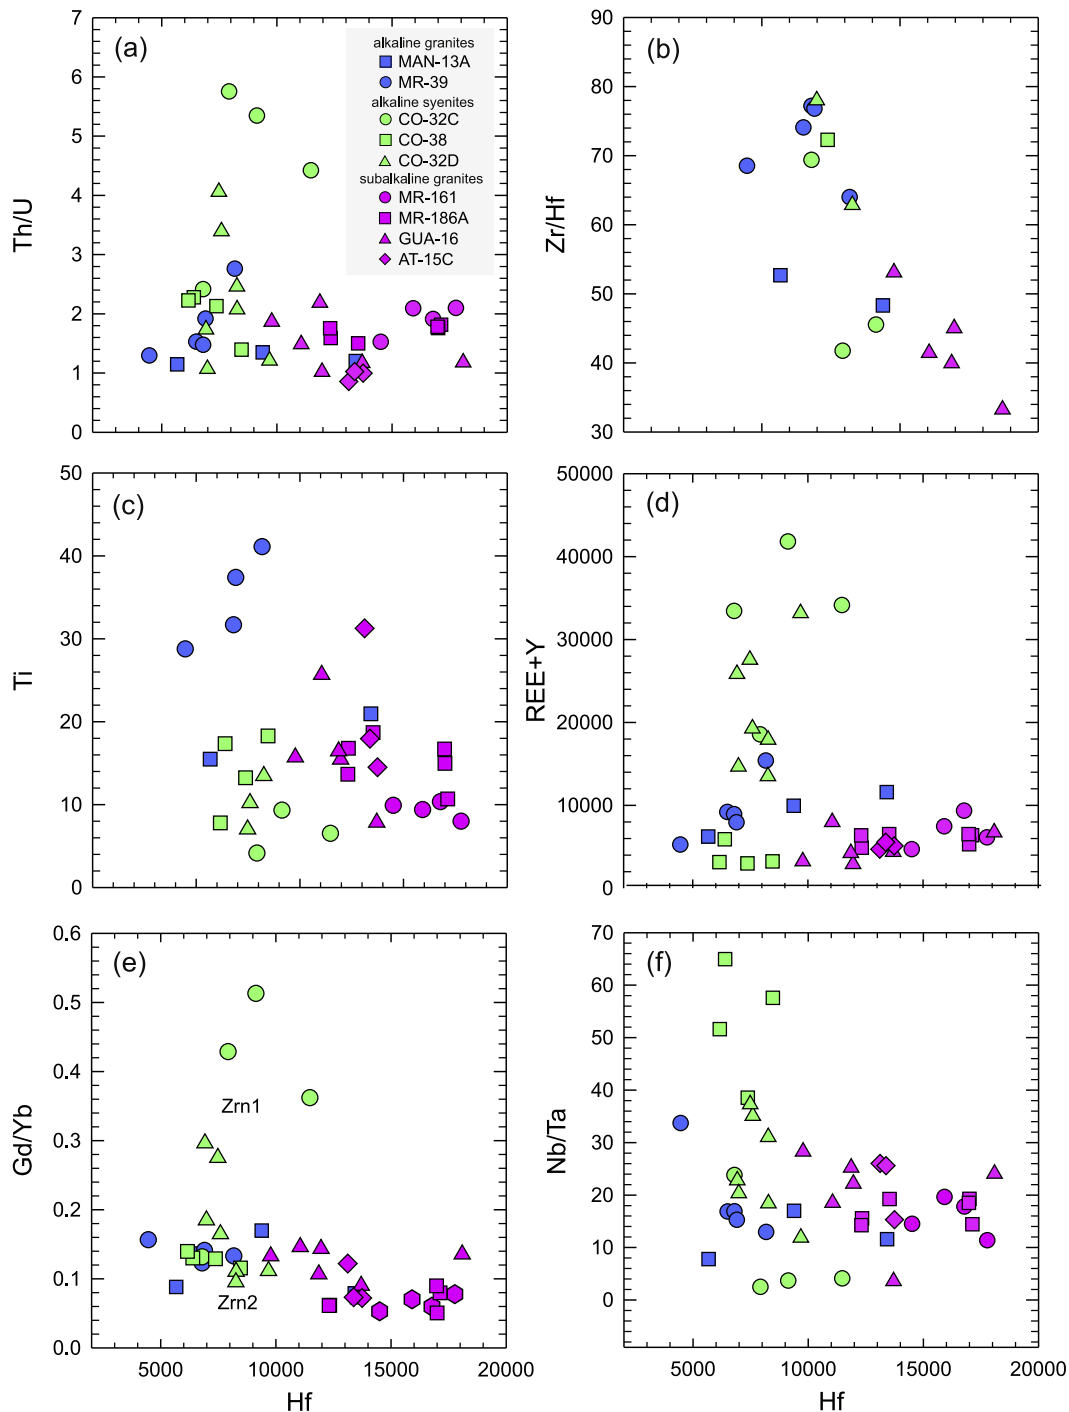 (a)
7
6
5
4
3
2
1
0
Th/U
alkaline granites
MAN-13A
MR-39
alkaline syenites
CO-32C
CO-38
CO-32D
subalkaline granites
MR-161
MR-186A
GUA-16
AT-15C
(b)
90
80
70
60
50
40
30
Zr/Hf
5000 10000 15000 20000
(c)
50
40
30
20
10
0
Ti
(d)
50000
40000
30000
20000
10000
0
REE+Y
(e)
0.6
0.5
0.4
0.3
0.2
0.1
0.0
Gd/Yb
Zrn1
Zrn2
5000 10000 15000 20000
Hf
(f)
70
60
50
40
30
20
10
0
Nb/Ta
5000 10000 15000 20000
Hf